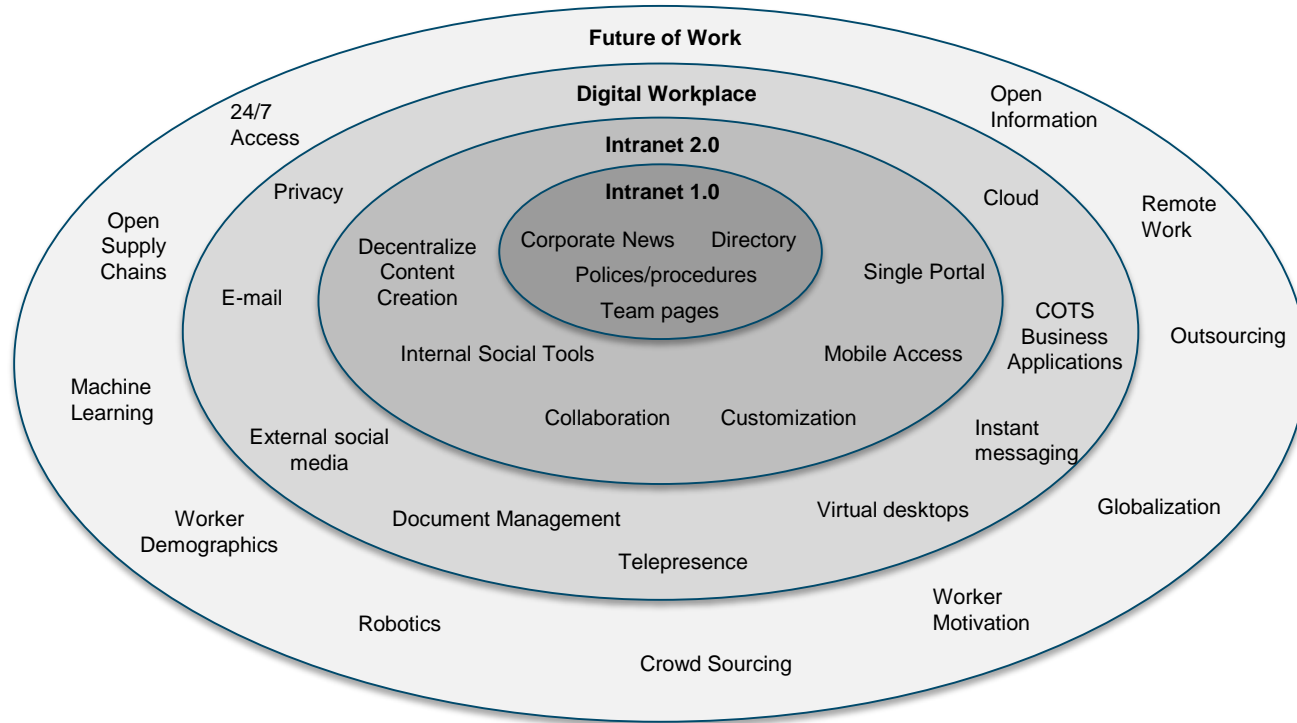 Future of Work
Digital Workplace
Intranet 2.0
Intranet 1.0
Corporate News
Directory
Polices/procedures
Team pages
Decentralize
Content
Creation
Single Portal
Internal Social Tools
Mobile Access
Collaboration
Customization
Privacy
Cloud
E-mail
COTS
Business
Applications
External social
media
Instant
messaging
Document Management
Virtual desktops
Telepresence
24/7
Access
Open
Information
Open
Supply
Chains
Remote
Work
Outsourcing
Machine
Learning
Worker
Demographics
Globalization
Robotics
Worker
Motivation
Crowd Sourcing